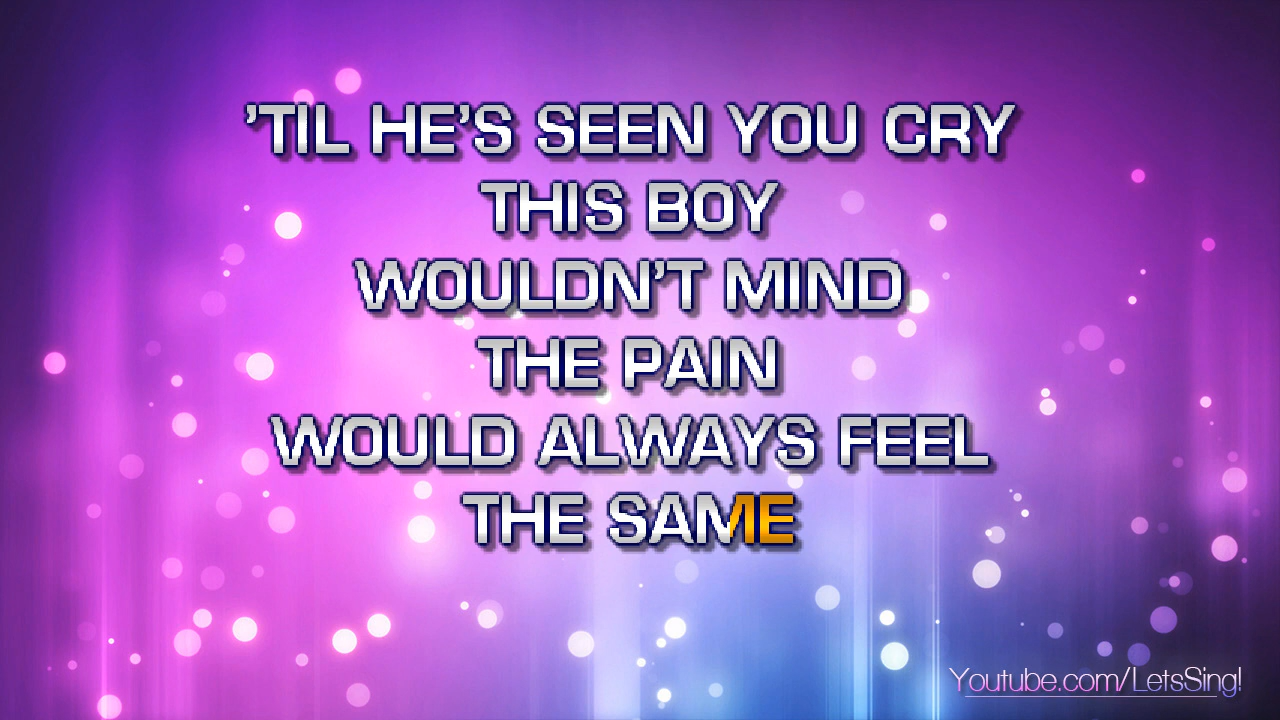 'TIL HE'S SEEN YOU CRY
THIS BOY
WOULDN'T MIND
THE PAIN
WOULD ALWAYS FEEL
THE SAME
Youtube.com/LetsSing!